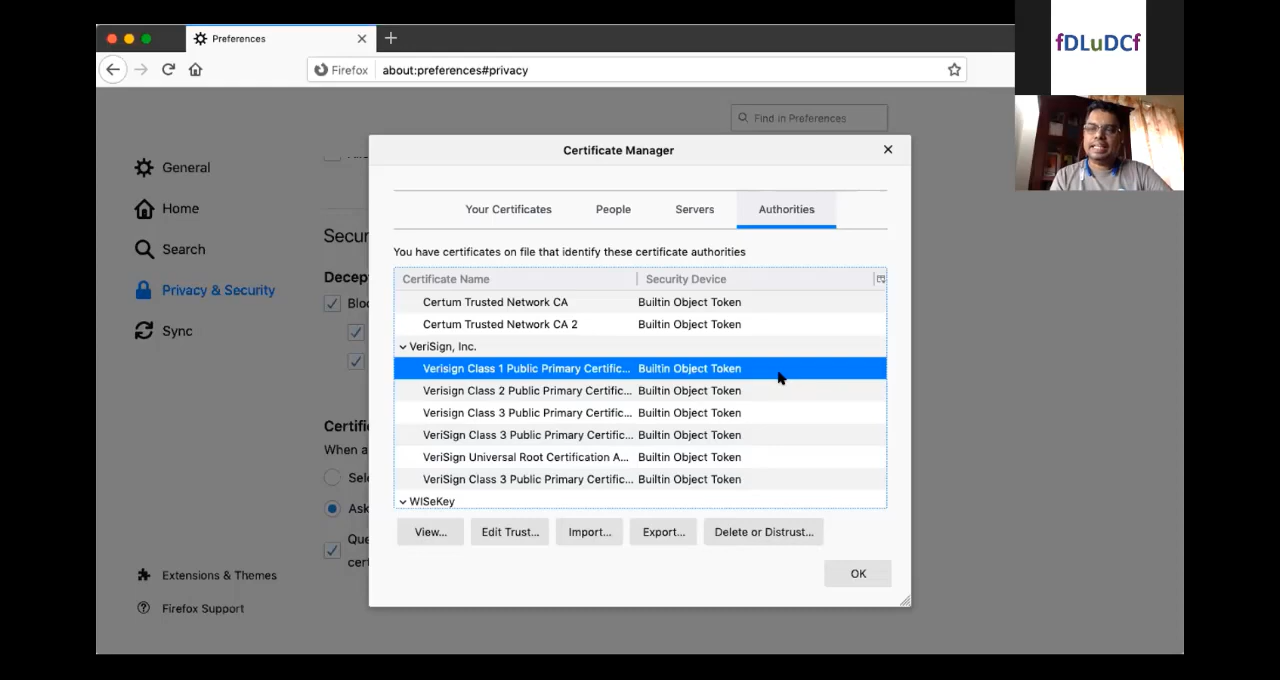 Preferences
Firefox about:preferences#privacy
fDLuDCf
Find in Preferences
General
Home
Search
Privacy & Security
Sync
Extensions & Themes
Firefox Support
Secur
Decep
Bloc
Certifi
When a
Sele
Ask
Que
cert
Certificate Manager
Your Certificates People Servers Authorities
You have certificates on file that identify these certificate authorities
Certificate Name Security Device
Certum Trusted Network CA Builtin Object Token
Certum Trusted Network CA 2 Builtin Object Token
VeriSign, Inc.
Verisign Class 1 Public Primary Certific... Builtin Object Token
Verisign Class 2 Public Primary Certific... Builtin Object Token
Verisign Class 3 Public Primary Certific... Builtin Object Token
VeriSign Class 3 Public Primary Certific... Builtin Object Token
VeriSign Universal Root Certification A... Builtin Object Token
VeriSign Class 3 Public Primary Certific... Builtin Object Token
WISeKey
View... Edit Trust... Import... Export... Delete or Distrust...
OK